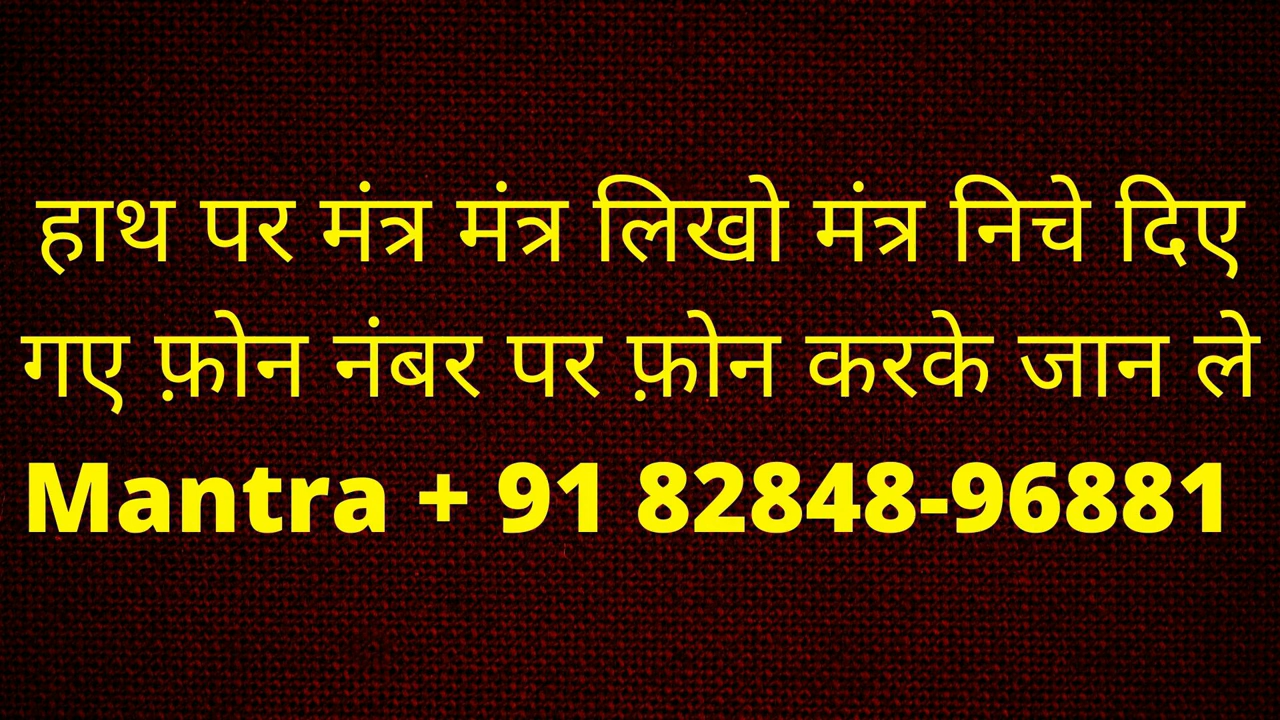 हाथ पर मंत्र मंत्र लिखो मंत्र निचे दिए
गए फ़ोन नंबर पर फ़ोन करके जान ले
Mantra + 91 82848-96881